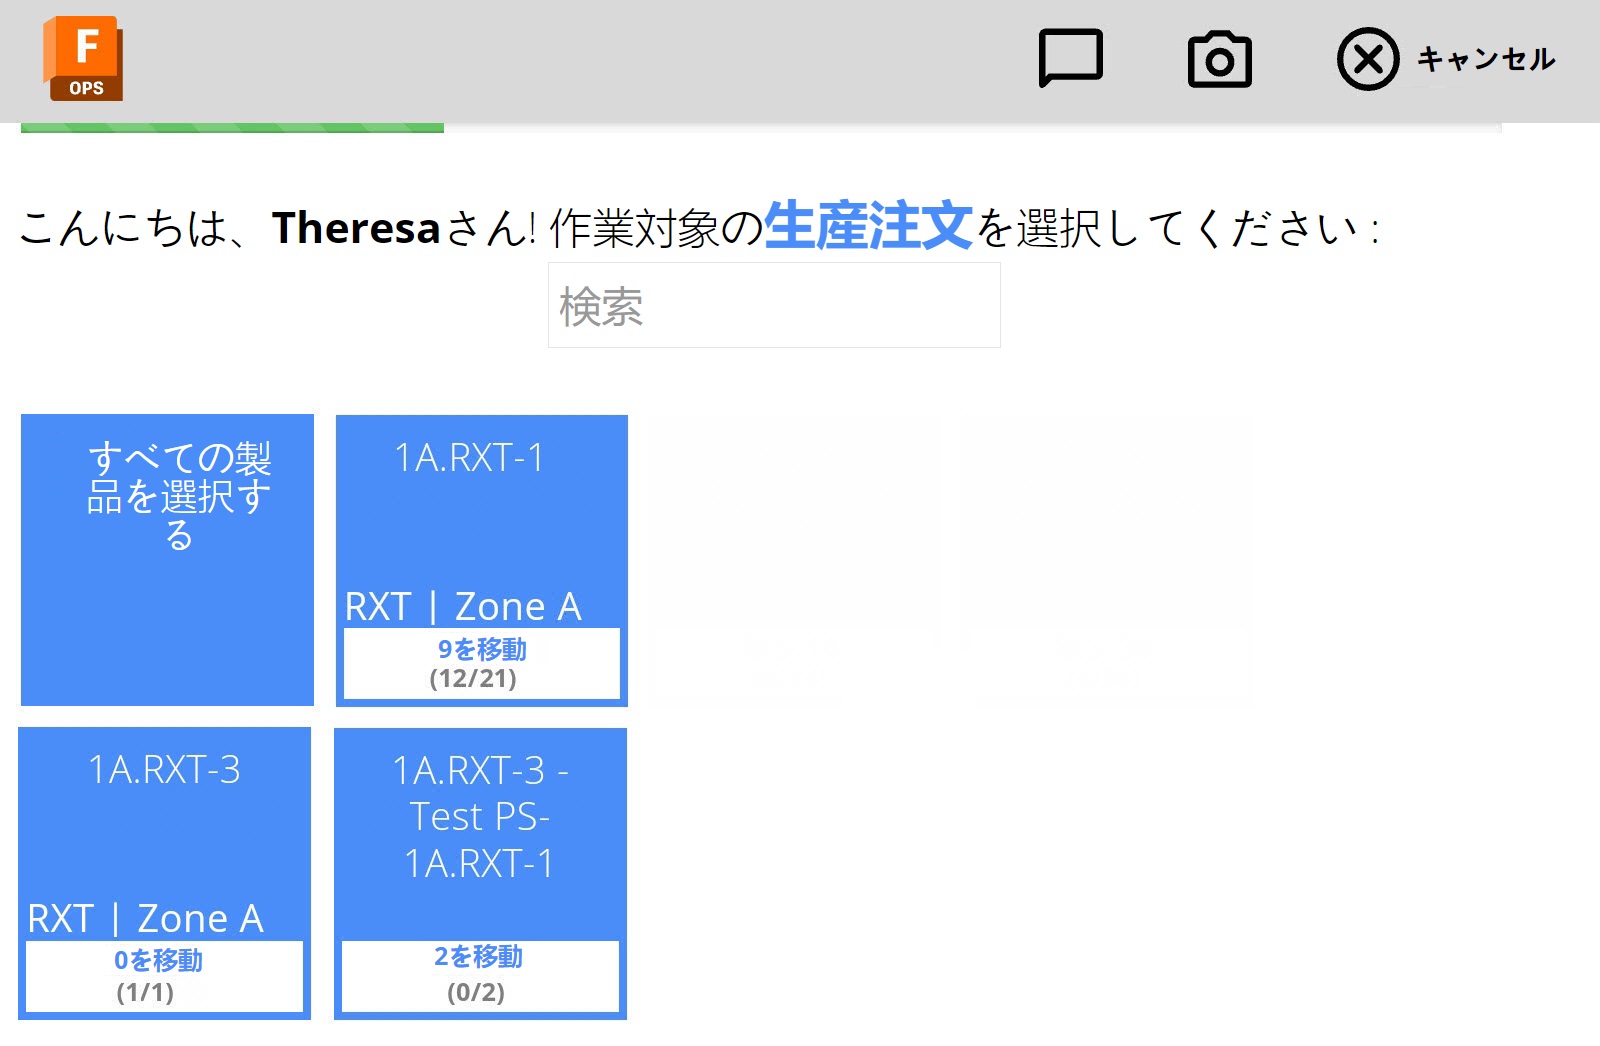 F
OPS
キャンセル
こんにちは、Theresaさん! 作業対象の生産注文を選択してください :
検索
すべての製
品を選択す
る
1A.RXT-1
RXT | Zone A
9を移動
(12/21)
1A.RXT-3
RXT | Zone A
0を移動
(1/1)
1A.RXT-3 -
Test PS-
1A.RXT-1
2を移動
(0/2)